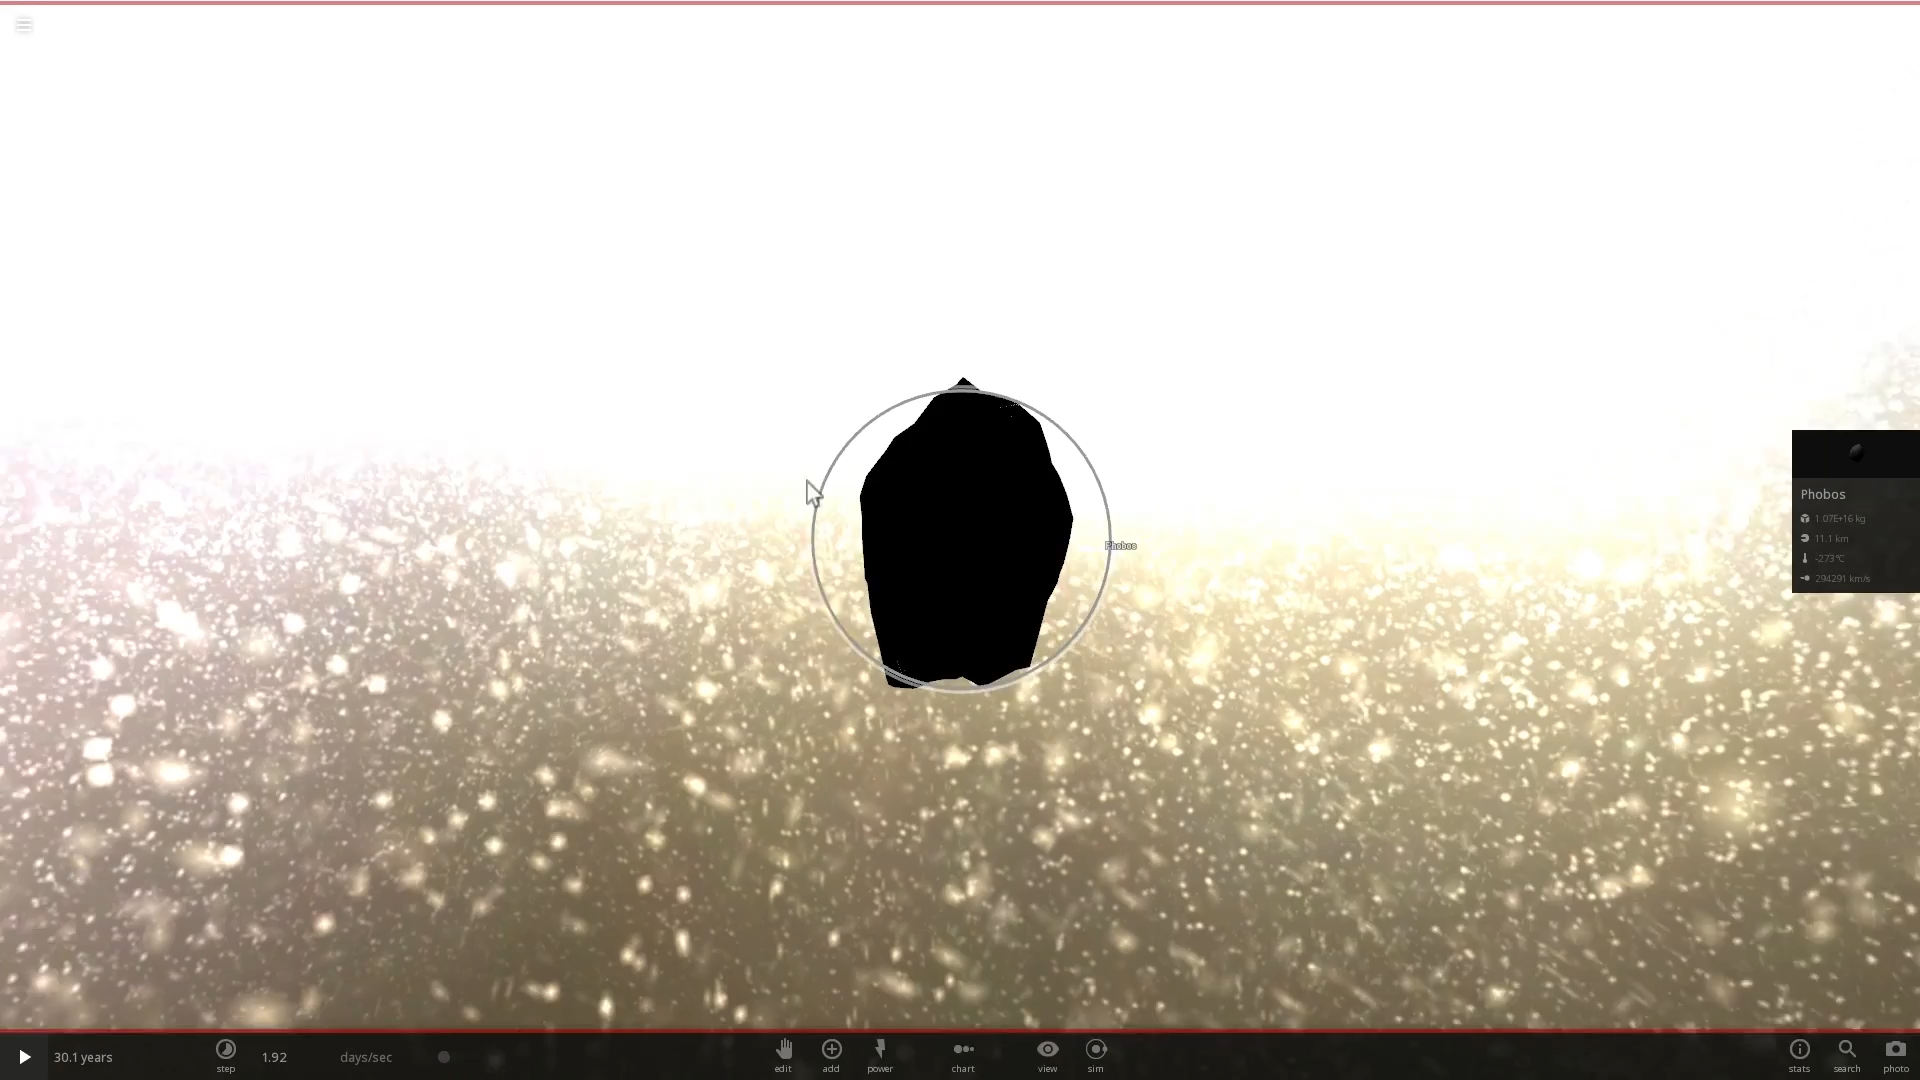 Phobos
Phobos
1.07E+16 kg
11.1 km
-273°C
294291 km/s
30.1 years
step
1.92
days/sec
edit
add
power
chart
view
sim
stats
search
photo